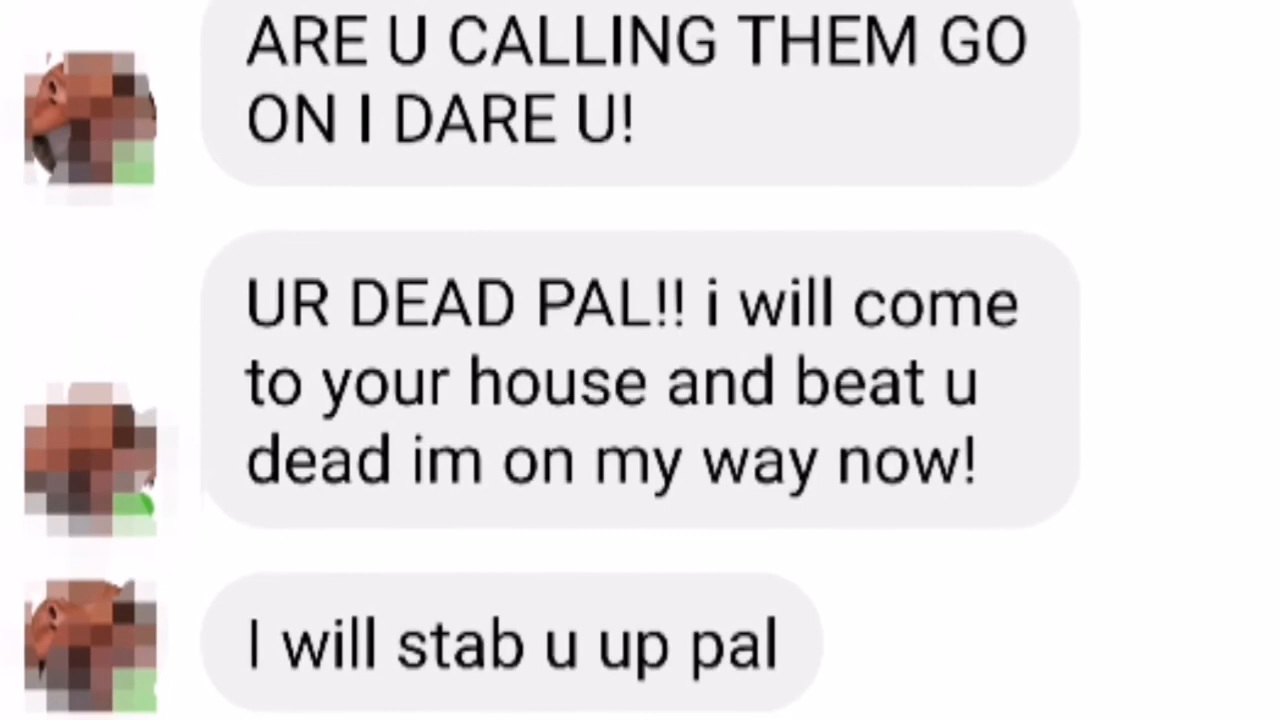 ARE U CALLING THEM GO
ON I DARE U!
UR DEAD PAL!! i will come
to your house and beat u
dead im on my way now!
I will stab u up pal